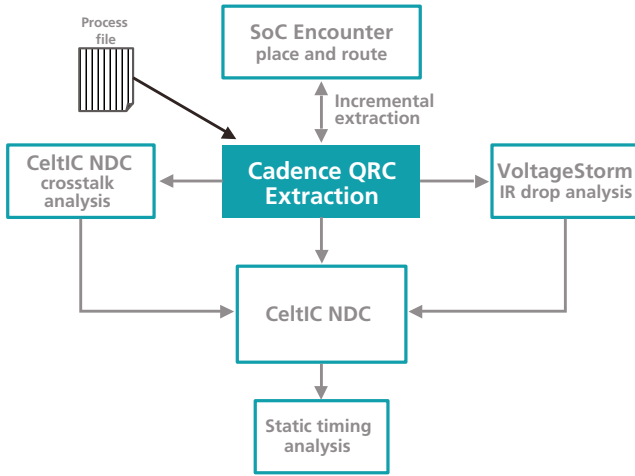 Process
file
SoC Encounter
place and route
Incremental
extraction
CeltIC NDC
crosstalk
analysis
Cadence QRC
Extraction
VoltageStorm
IR drop analysis
CeltIC NDC
Static timing
analysis